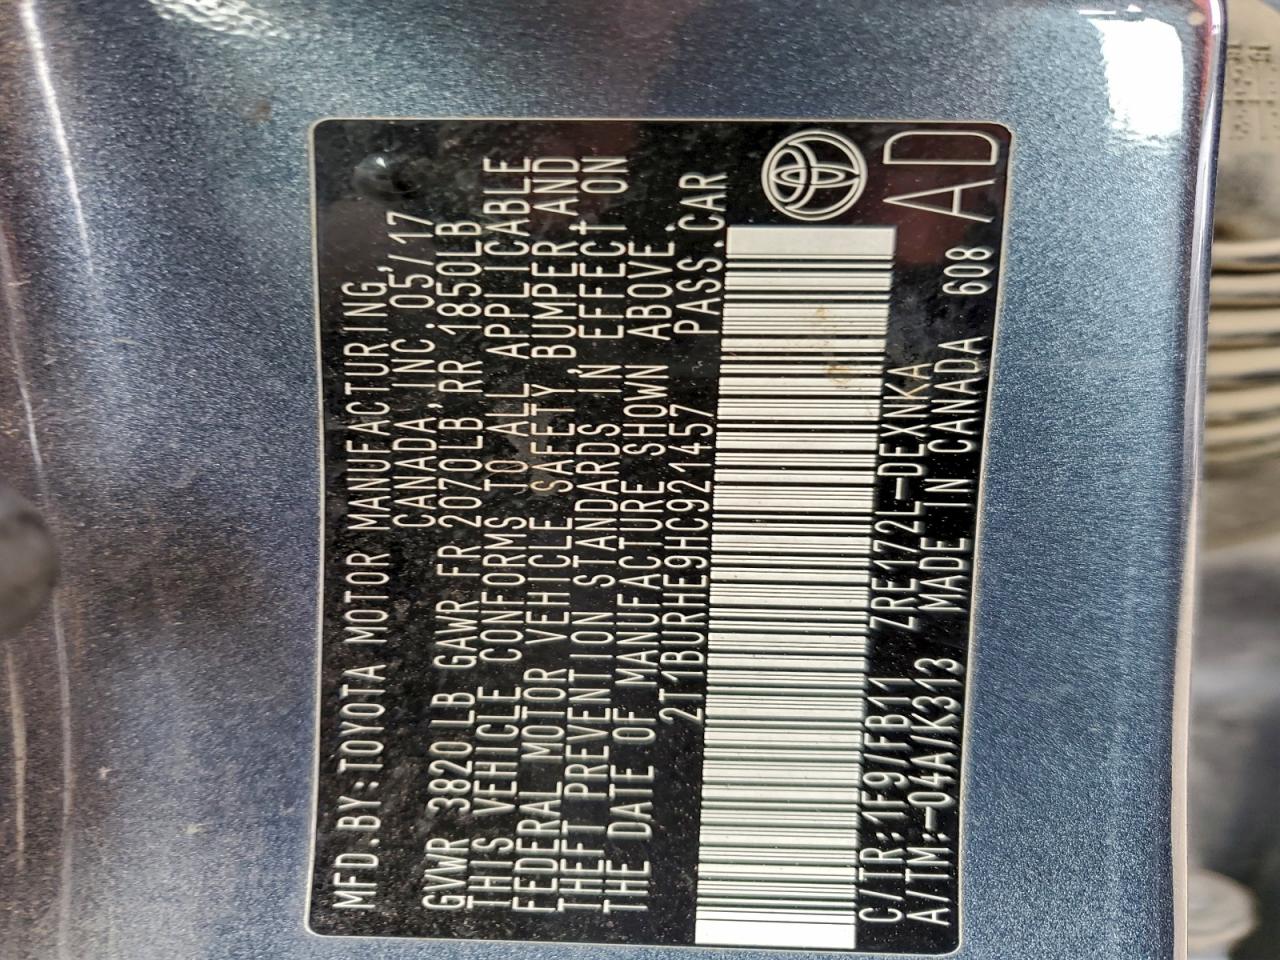 MFD.BY:TOYOTA MOTOR MANUFACTURING
CANADA,INC. 05/17
GVWR 3820LB GAWR FR 2070LB RR 1850LB
THIS VEHICLE CONFORMS TO ALL APPLICABLE
FEDERAL MOTOR VEHICLE SAFETY,BUMPER,AND
THEFT PREVENTION STANDARDS IN EFFECT ON
THE DATE OF MANUFACTURE SHOWN ABOVE.
2T1BURHE9HC921457 PASS.CAR
C/TR:1F9/FB11 ZRE172L-DEXNKA
A/TM:-04A/K313 MADE IN CANADA 608
AD